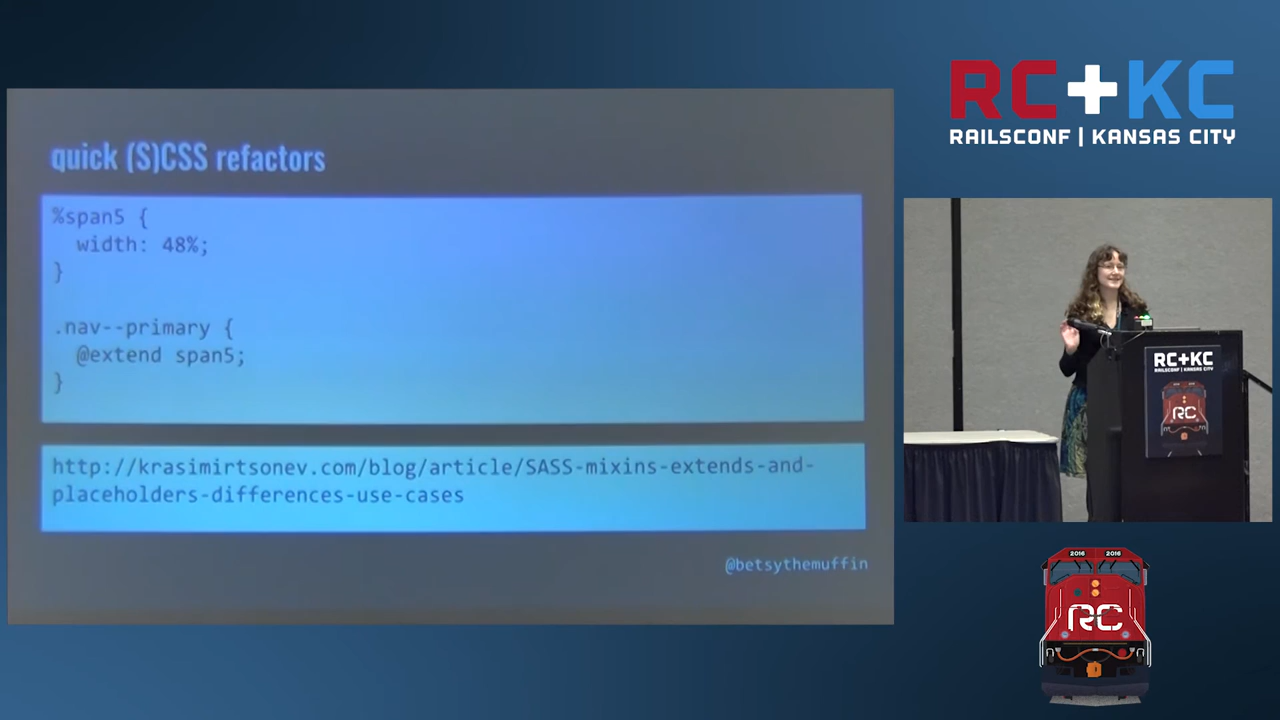 RC+KC
RAILSCONF | KANSAS CITY
quick (S)CSS refactors
%span5 {
width: 48%;
}
.nav--primary {
@extend span5;
}
http://krasimirtsonev.com/blog/article/SASS-mixins-extends-and-
placeholders-differences-use-cases
@betsythemuffin
RC+KC
RAILSCONF | KANSAS CITY
RC
2016 2016
RC